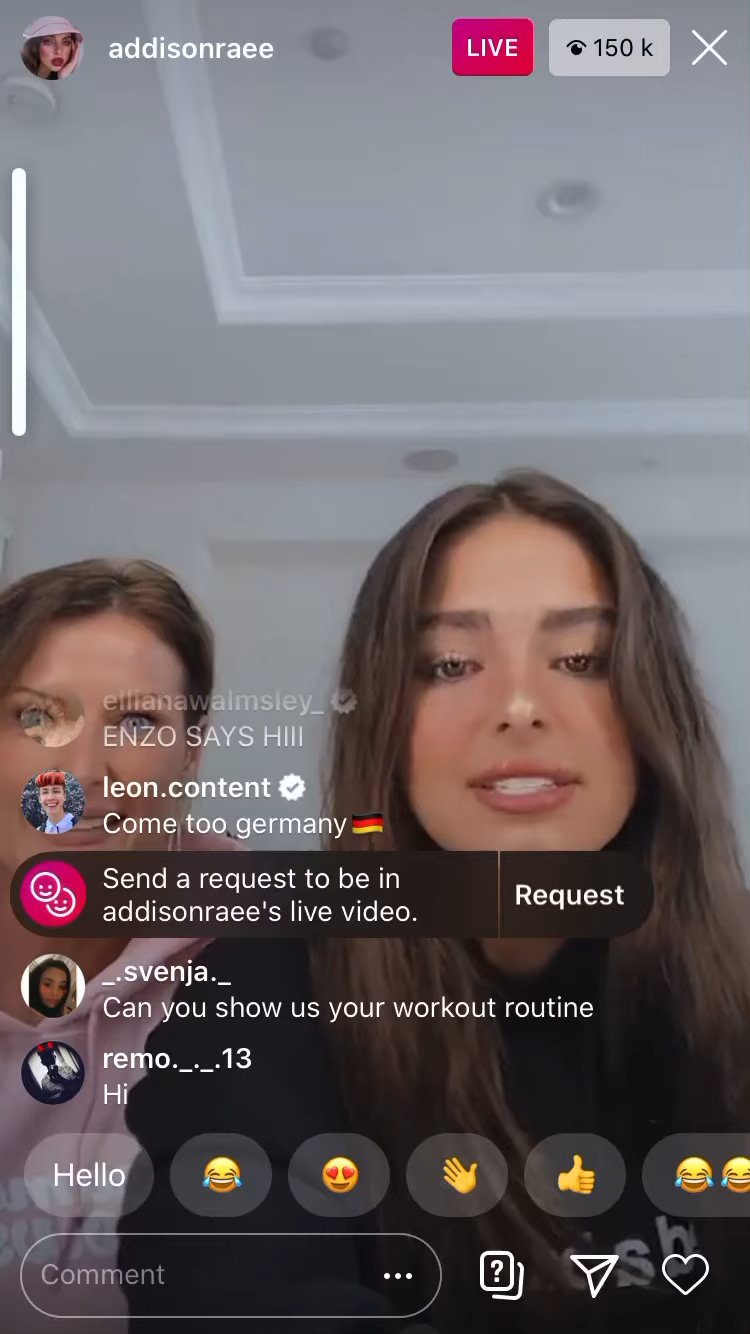 addisonraee
LIVE
150 k
ellianawalmsley_
ENZO SAYS HIII
leon.content
Come too germany🇩🇪
Send a request to be in
addisonraee's live video.
Request
_.svenja._
Can you show us your workout routine
remo._._.13
Hi
Hello
Comment
ish